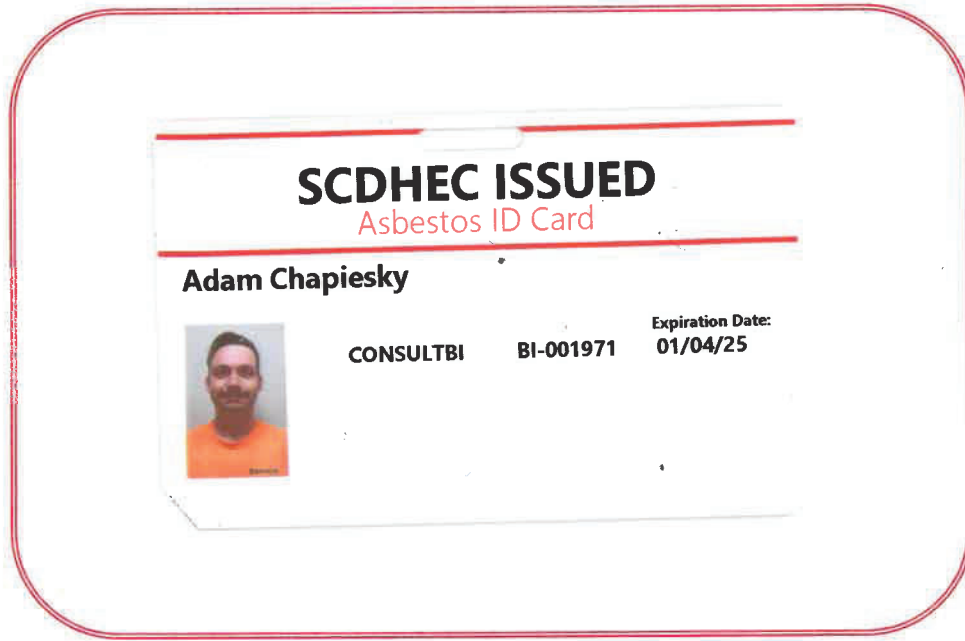 SCDHEC ISSUED
Asbestos ID Card
Adam Chapiesky
Expiration Date:
CONSULTBI BI-001971 01/04/25